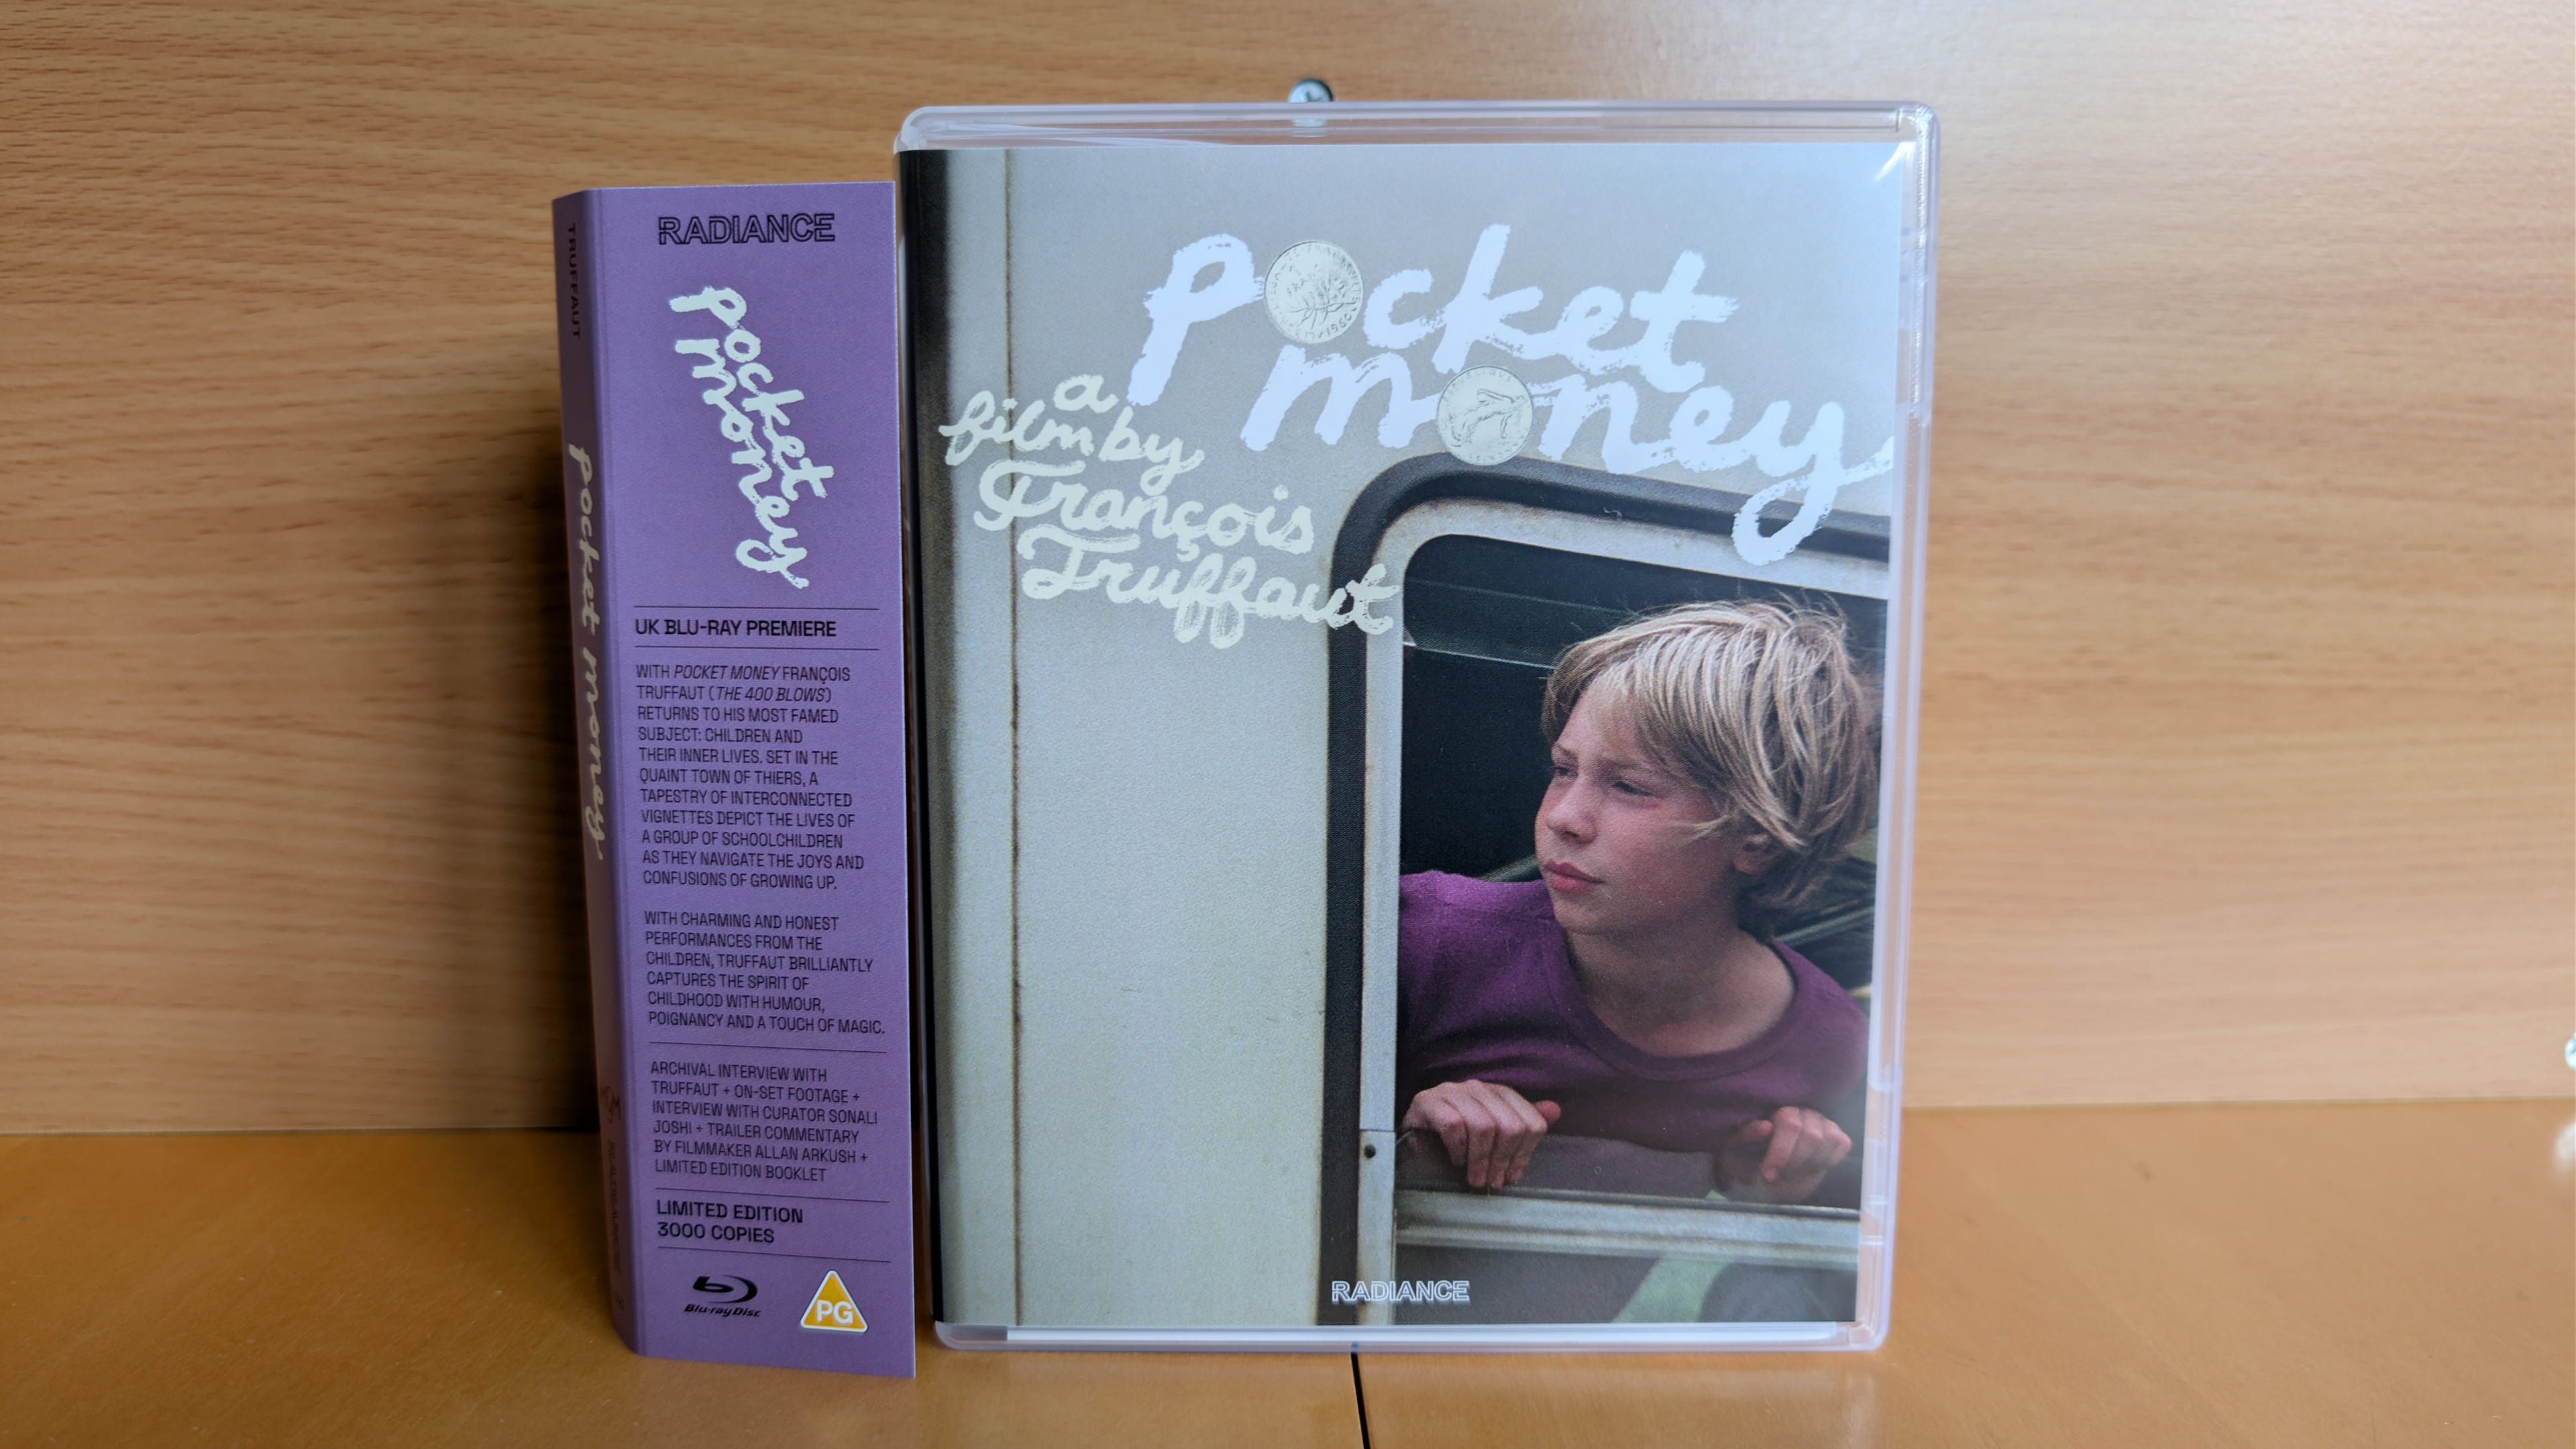 TRUFFAUT
pocket money
RADIANCE
pocket
money
UK BLU-RAY PREMIERE
WITH POCKET MONEY FRANÇOIS
TRUFFAUT (THE 400 BLOWS)
RETURNS TO HIS MOST FAMED
SUBJECT: CHILDREN AND
THEIR INNER LIVES. SET IN THE
QUAINT TOWN OF THIERS, A
TAPESTRY OF INTERCONNECTED
VIGNETTES DEPICT THE LIVES OF
A GROUP OF SCHOOLCHILDREN
AS THEY NAVIGATE THE JOYS AND
CONFUSIONS OF GROWING UP.
WITH CHARMING AND HONEST
PERFORMANCES FROM THE
CHILDREN, TRUFFAUT BRILLIANTLY
CAPTURES THE SPIRIT OF
CHILDHOOD WITH HUMOUR,
POIGNANCY AND A TOUCH OF MAGIC.
ARCHIVAL INTERVIEW WITH
TRUFFAUT + ON-SET FOOTAGE +
INTERVIEW WITH CURATOR SONALI
JOSHI + TRAILER COMMENTARY
BY FILMMAKER ALLAN ARKUSH +
LIMITED EDITION BOOKLET
LIMITED EDITION
3000 COPIES
Blu-ray Disc
PG
pocket
money
a
film by
François
Truffaut
RADIANCE